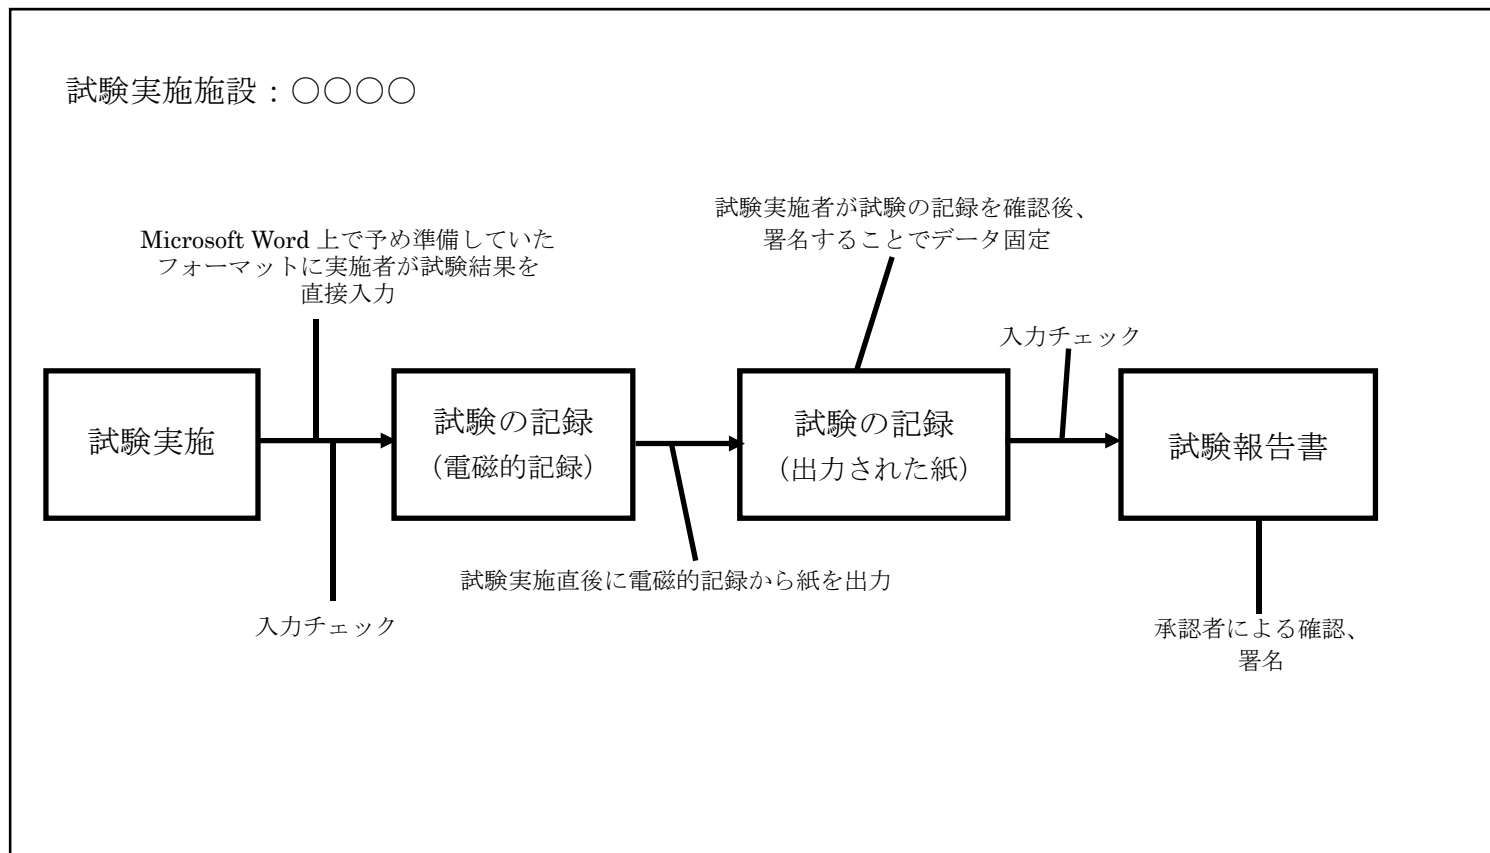 試験実施施設：○○○○
試験実施者が試験の記録を確認後、
署名することでデータ固定
Microsoft Word 上で予め準備していた
フォーマットに実施者が試験結果を
直接入力
入力チェック
試験実施
試験の記録
（電磁的記録）
試験の記録
（出力された紙）
試験報告書
試験実施直後に電磁的記録から紙を出力
入力チェック
承認者による確認、
署名